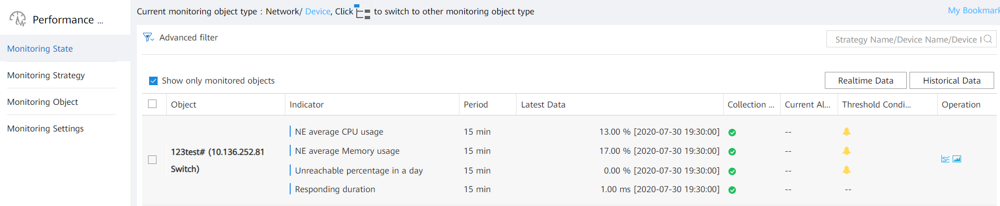 Performance ...
Monitoring State
Monitoring Strategy
Monitoring Object
Monitoring Settings
Current monitoring object type : Network/ Device, Click to switch to other monitoring object type
My Bookmark
Advanced filter
Strategy Name/Device Name/Device I
Show only monitored objects
Realtime Data
Historical Data
Object Indicator Period Latest Data Collection ... Current Al... Threshold Condi... Operation
123test# (10.136.252.81
Switch)
NE average CPU usage 15 min 13.00 % [2020-07-30 19:30:00] --
NE average Memory usage 15 min 17.00 % [2020-07-30 19:30:00] --
Unreachable percentage in a day 15 min 0.00 % [2020-07-30 19:30:00] --
Responding duration 15 min 1.00 ms [2020-07-30 19:30:00] -- --